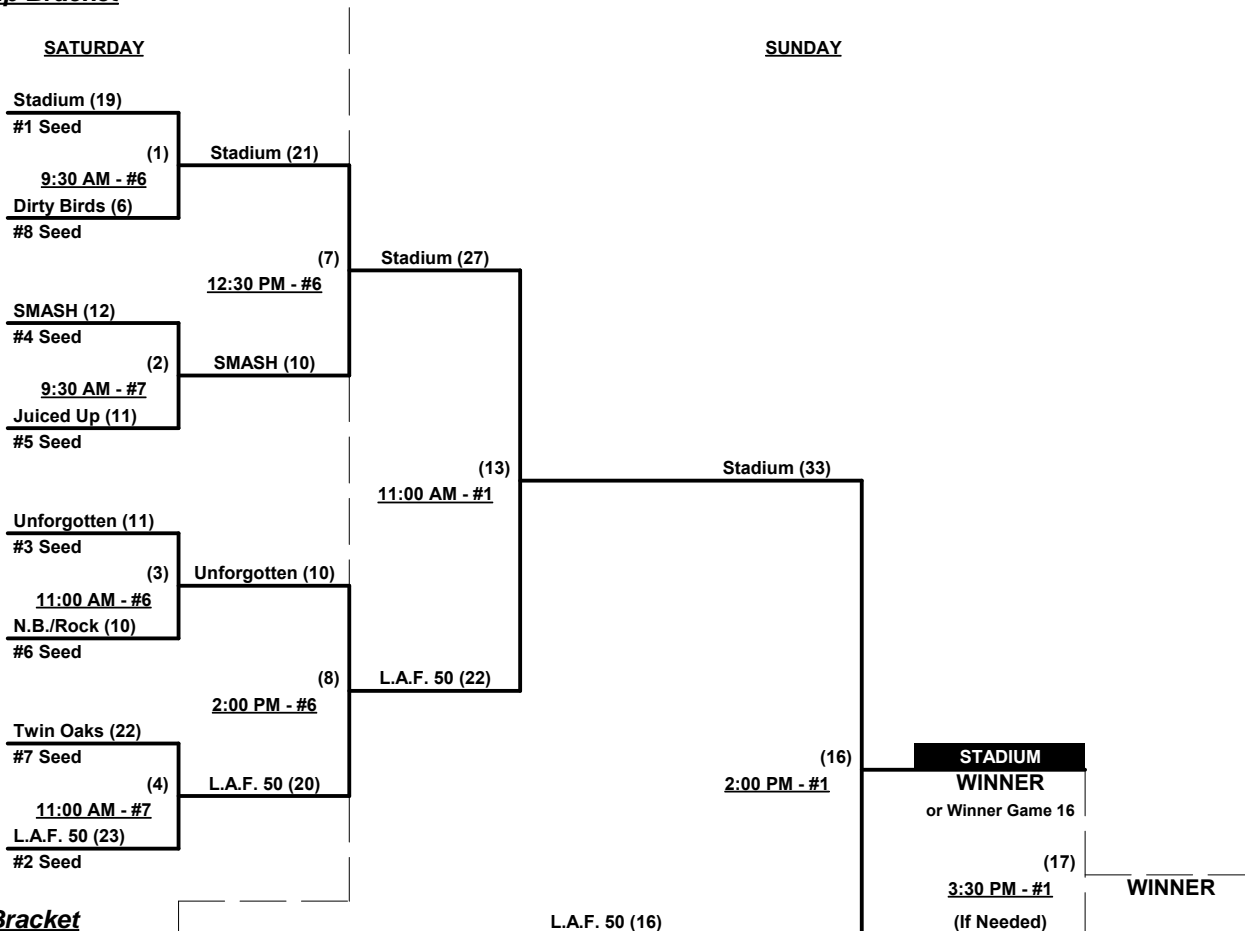 Bracket
SATURDAY
SUNDAY
Stadium (19)
#1 Seed
(1)
Stadium (21)
9:30 AM - #6
Dirty Birds (6)
#8 Seed
(7)
Stadium (27)
12:30 PM - #6
SMASH (12)
#4 Seed
(2)
SMASH (10)
9:30 AM - #7
Juiced Up (11)
#5 Seed
(13)
Stadium (33)
11:00 AM - #1
Unforgotten (11)
#3 Seed
(3)
Unforgotten (10)
11:00 AM - #6
N.B./Rock (10)
#6 Seed
(8)
L.A.F. 50 (22)
2:00 PM - #6
Twin Oaks (22)
#7 Seed
(4)
L.A.F. 50 (20)
11:00 AM - #7
L.A.F. 50 (23)
#2 Seed
(16)
STADIUM
2:00 PM - #1
WINNER
or Winner Game 16
(17)
3:30 PM - #1
WINNER
(If Needed)
Bracket
L.A.F. 50 (16)